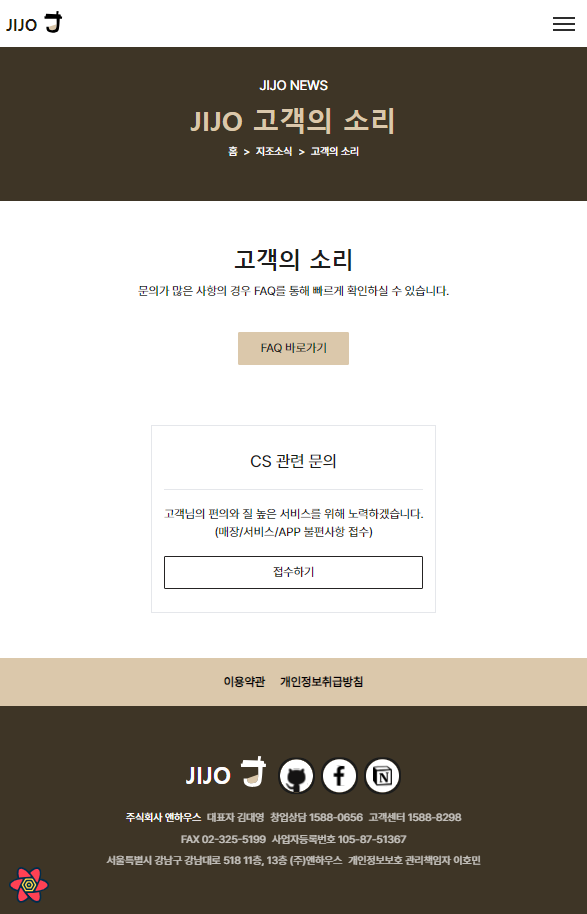 JIJO
JIJO NEWS
JIJO 고객의 소리
홈 > 지조소식 > 고객의 소리
고객의 소리
문의가 많은 사항의 경우 FAQ를 통해 빠르게 확인하실 수 있습니다.
FAQ 바로가기
CS 관련 문의
고객님의 편의와 질 높은 서비스를 위해 노력하겠습니다.
(매장/서비스/APP 불편사항 접수)
접수하기
이용약관 개인정보취급방침
JIJO
주식회사 앤하우스 대표자 김대영 창업상담 1588-0656 고객센터 1588-8298
FAX 02-325-5199 사업자등록번호 105-87-51367
서울특별시 강남구 강남대로 518 11층, 13층 (주)앤하우스 개인정보보호 관리책임자 이호민